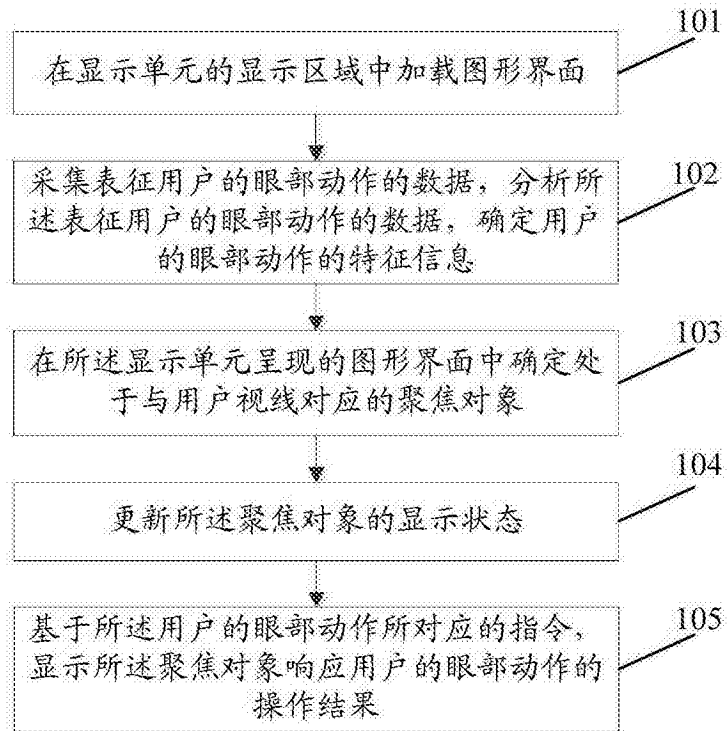 101
在显示单元的显示区域中加载图形界面
102
采集表征用户的眼部动作的数据，分析所
述表征用户的眼部动作的数据，确定用户
的眼部动作的特征信息
103
在所述显示单元呈现的图形界面中确定处
于与用户视线对应的聚焦对象
104
更新所述聚焦对象的显示状态
105
基于所述用户的眼部动作所对应的指令，
显示所述聚焦对象响应用户的眼部动作的
操作结果